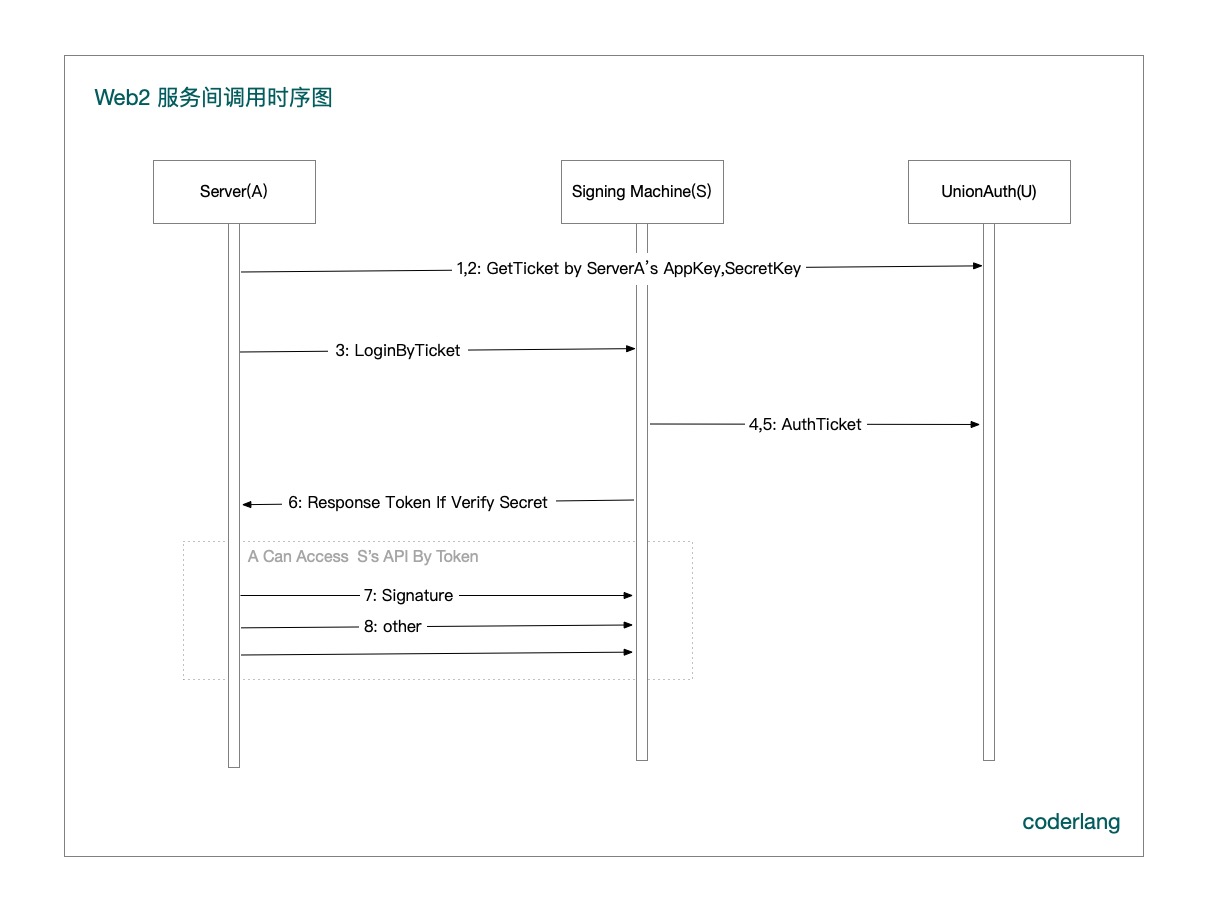 Web2 服务间调用时序图
Server(A)
Signing Machine(S)
UnionAuth(U)
1,2: GetTicket by ServerA’s AppKey,SecretKey
3: LoginByTicket
4,5: AuthTicket
6: Response Token If Verify Secret
A Can Access  S’s API By Token
7: Signature
8: other
coderlang